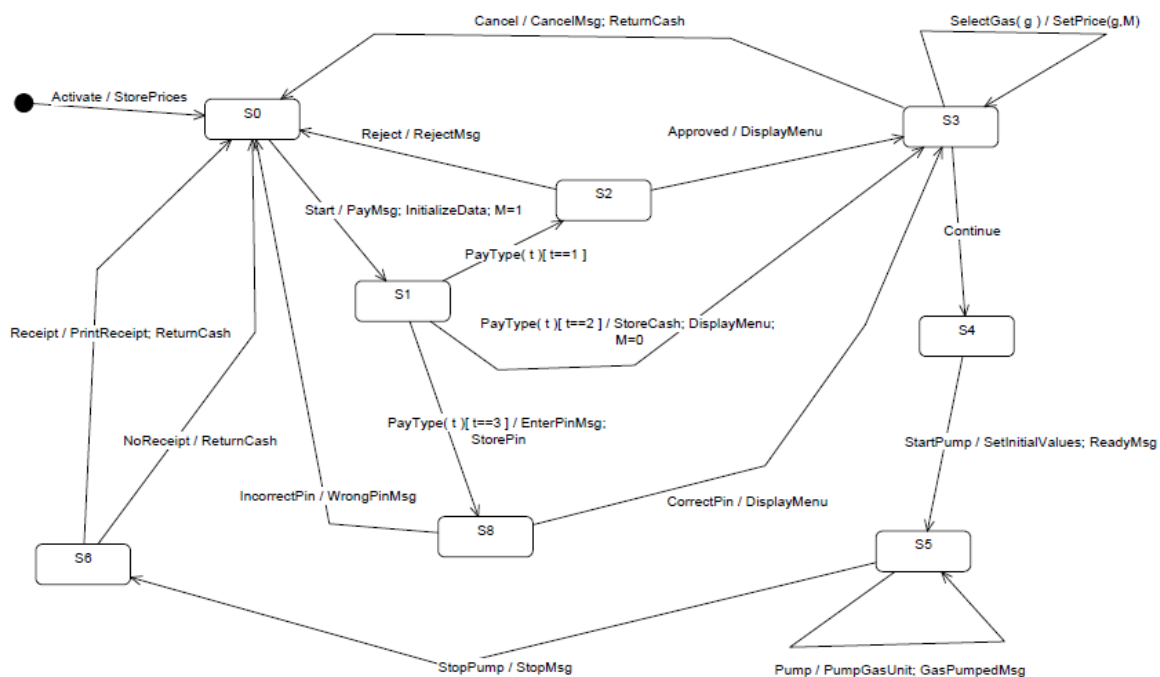 Cancel / CancelMsg; ReturnCash
SelectGas( g ) / SetPrice(g,M)
Activate / StorePrices
S0
S3
Reject / RejectMsg
Approved / DisplayMenu
S2
Start / PayMsg; InitializeData; M=1
Continue
PayType( t )[ t==1 ]
S1
PayType( t )[ t==2 ] / StoreCash; DisplayMenu;
M=0
Receipt / PrintReceipt; ReturnCash
S4
PayType( t )[ t==3 ] / EnterPinMsg;
StorePin
NoReceipt / ReturnCash
StartPump / SetInitialValues; ReadyMsg
IncorrectPin / WrongPinMsg
CorrectPin / DisplayMenu
S8
S5
S6
StopPump / StopMsg
Pump / PumpGasUnit; GasPumpedMsg